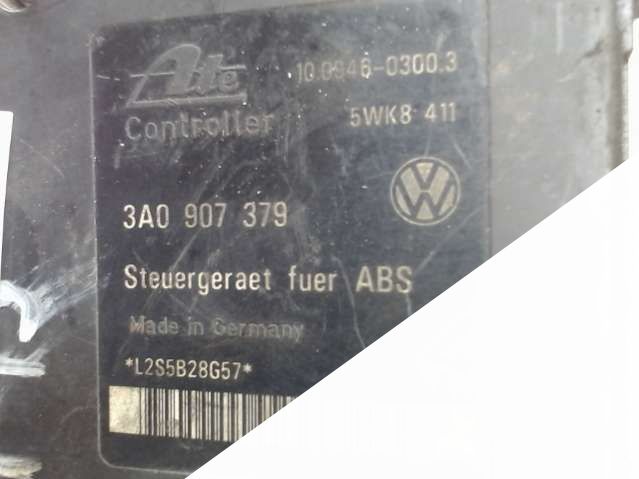 Ate 10.0946-0300.3
Controller 5WK8 411
3A0 907 379
Steuergeraet fuer ABS
Made in Germany
*L2S5B28G57*